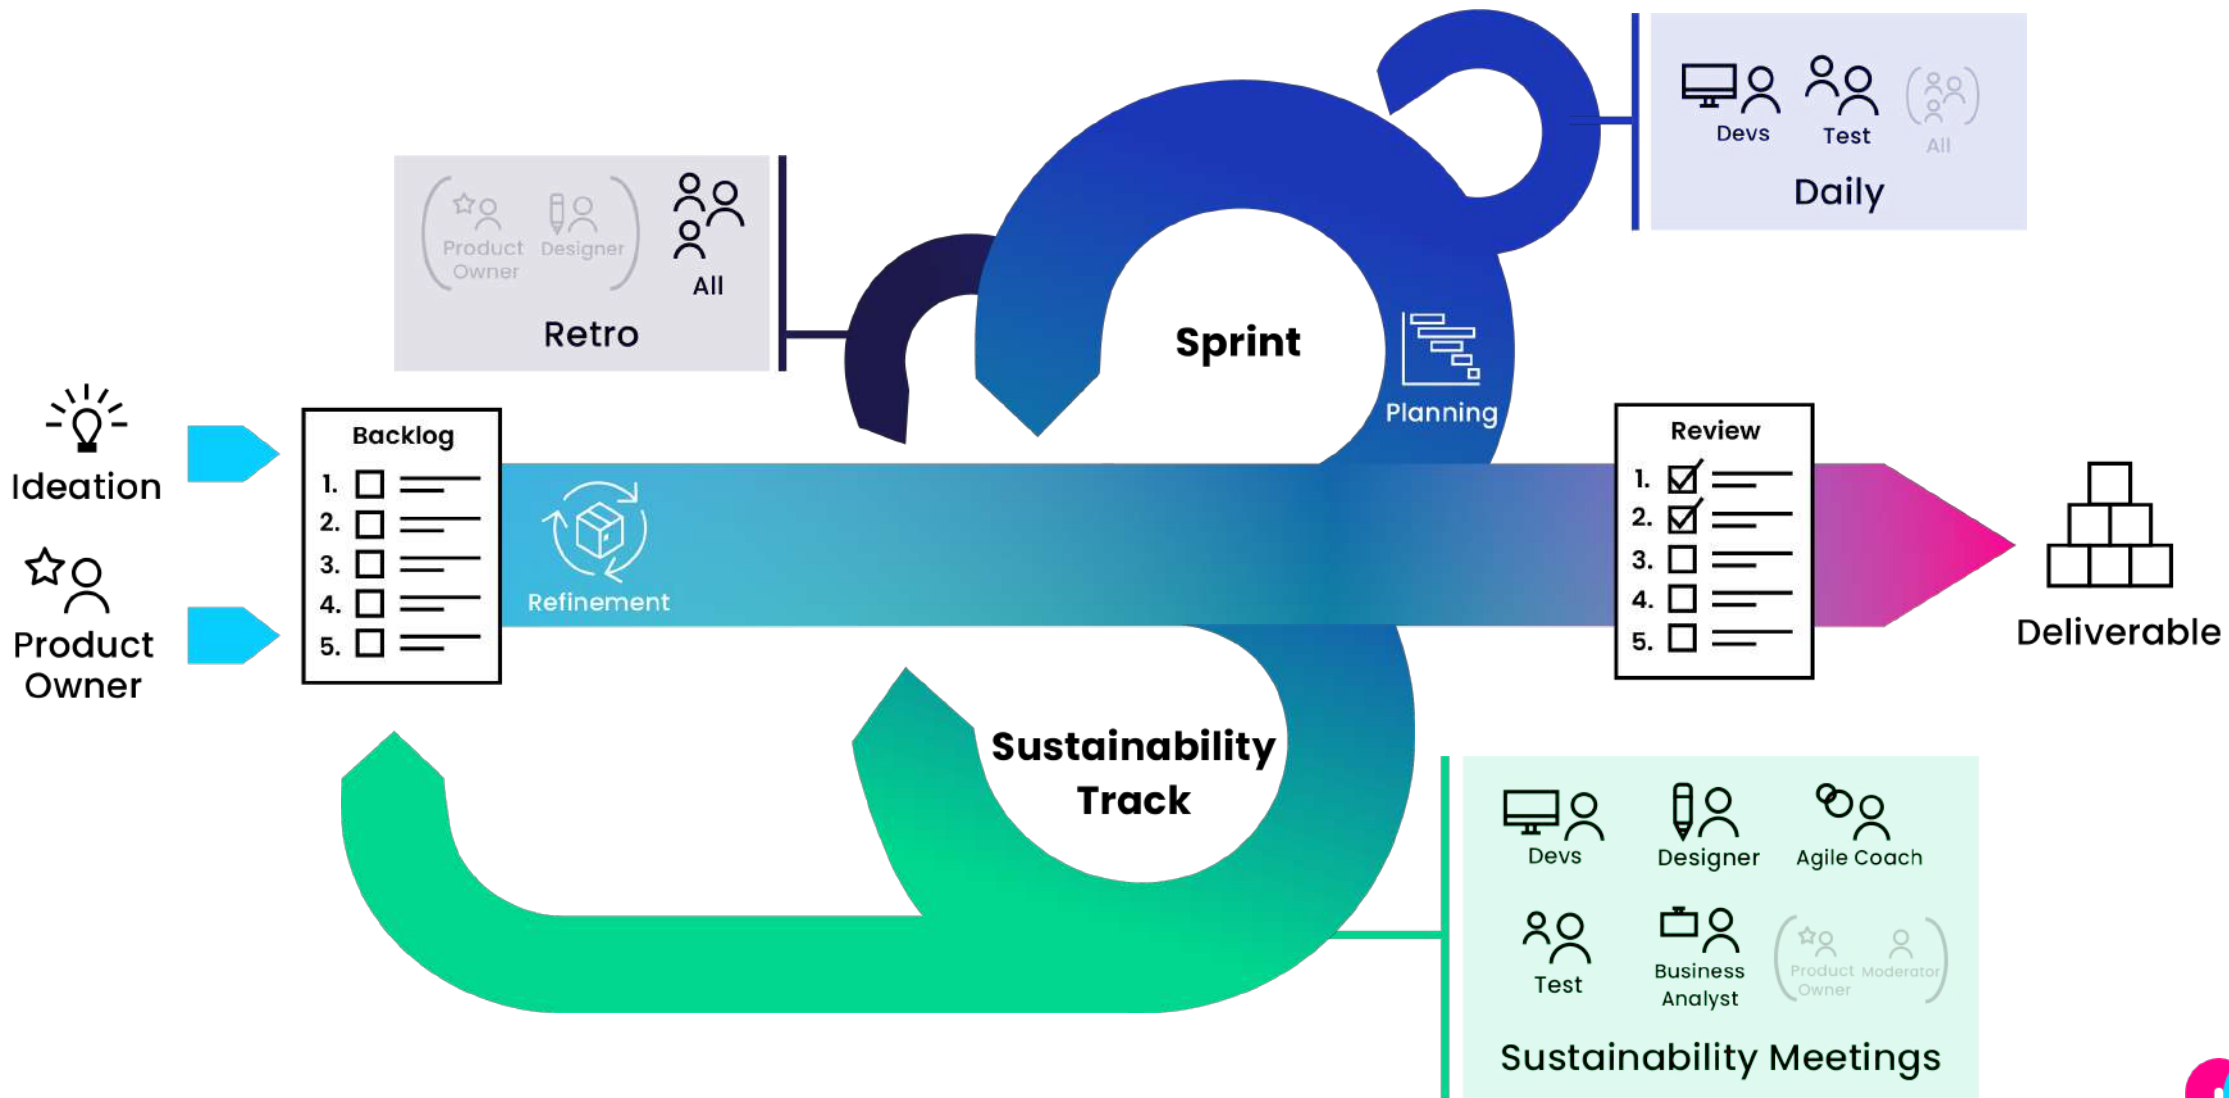 Devs
Test
All
Daily
Product
Owner
Designer
All
Retro
Sprint
Planning
Ideation
Product
Owner
Backlog
1.
2.
3.
4.
5.
Refinement
Review
1.
2.
3.
4.
5.
Deliverable
Sustainability
Track
Devs
Designer
Agile Coach
Test
Business
Analyst
Product
Owner
Moderator
Sustainability Meetings